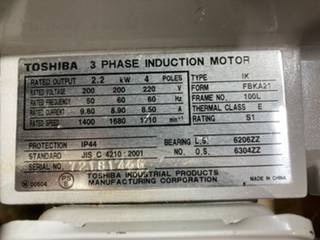 TOSHIBA 3 PHASE INDUCTION MOTOR
RATED OUTPUT 2.2 kW 4 POLES TYPE IK
RATED VOLTAGE 200 200 220 V FORM FBKA21
RATED FREQUENCY 50 60 60 Hz FRAME NO. 100L
RATED CURRENT 9.60 8.90 8.50 A THERMAL CLASS E
RATED SPEED 1400 1680 1710 min⁻¹ RATING S1
PROTECTION IP44 BEARING L.S. 6206ZZ
STANDARD JIS C 4210 : 2001 NO. O.S. 6304ZZ
SERIAL NO
N 00604 PS E TOSHIBA INDUSTRIAL PRODUCTS
MANUFACTURING CORPORATION MADE IN CHINA